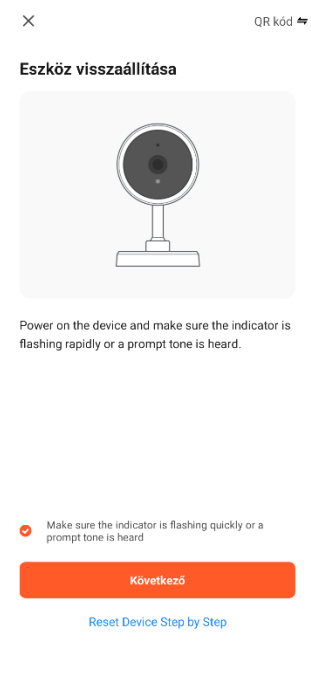 QR kód
Eszköz visszaállítása
Power on the device and make sure the indicator is
flashing rapidly or a prompt tone is heard.
Make sure the indicator is flashing quickly or a
prompt tone is heard
Következő
Reset Device Step by Step